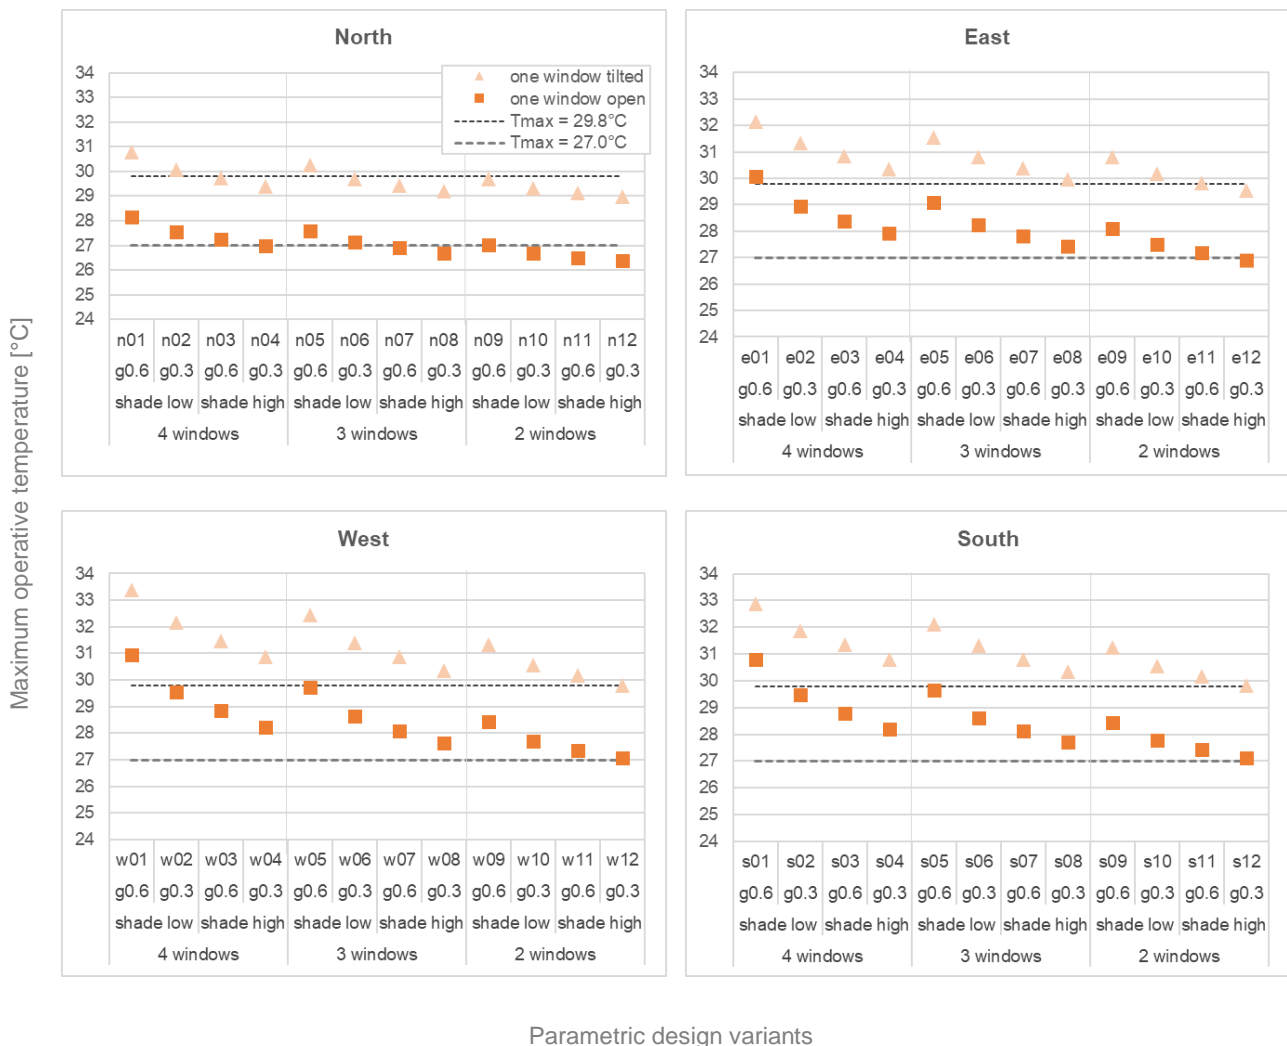 Maximum operative temperature [°C]
North
34
33
32
31
30
29
28
27
26
25
24
one window tilted
one window open
Tmax = 29.8°C
Tmax = 27.0°C
n01 n02 n03 n04 n05 n06 n07 n08 n09 n10 n11 n12
g0.6 g0.3 g0.6 g0.3 g0.6 g0.3 g0.6 g0.3 g0.6 g0.3 g0.6 g0.3
shade low shade high shade low shade high shade low shade high
4 windows 3 windows 2 windows
East
34
33
32
31
30
29
28
27
26
25
24
e01 e02 e03 e04 e05 e06 e07 e08 e09 e10 e11 e12
g0.6 g0.3 g0.6 g0.3 g0.6 g0.3 g0.6 g0.3 g0.6 g0.3 g0.6 g0.3
shade low shade high shade low shade high shade low shade high
4 windows 3 windows 2 windows
West
34
33
32
31
30
29
28
27
26
25
24
w01 w02 w03 w04 w05 w06 w07 w08 w09 w10 w11 w12
g0.6 g0.3 g0.6 g0.3 g0.6 g0.3 g0.6 g0.3 g0.6 g0.3 g0.6 g0.3
shade low shade high shade low shade high shade low shade high
4 windows 3 windows 2 windows
South
34
33
32
31
30
29
28
27
26
25
24
s01 s02 s03 s04 s05 s06 s07 s08 s09 s10 s11 s12
g0.6 g0.3 g0.6 g0.3 g0.6 g0.3 g0.6 g0.3 g0.6 g0.3 g0.6 g0.3
shade low shade high shade low shade high shade low shade high
4 windows 3 windows 2 windows
Parametric design variants